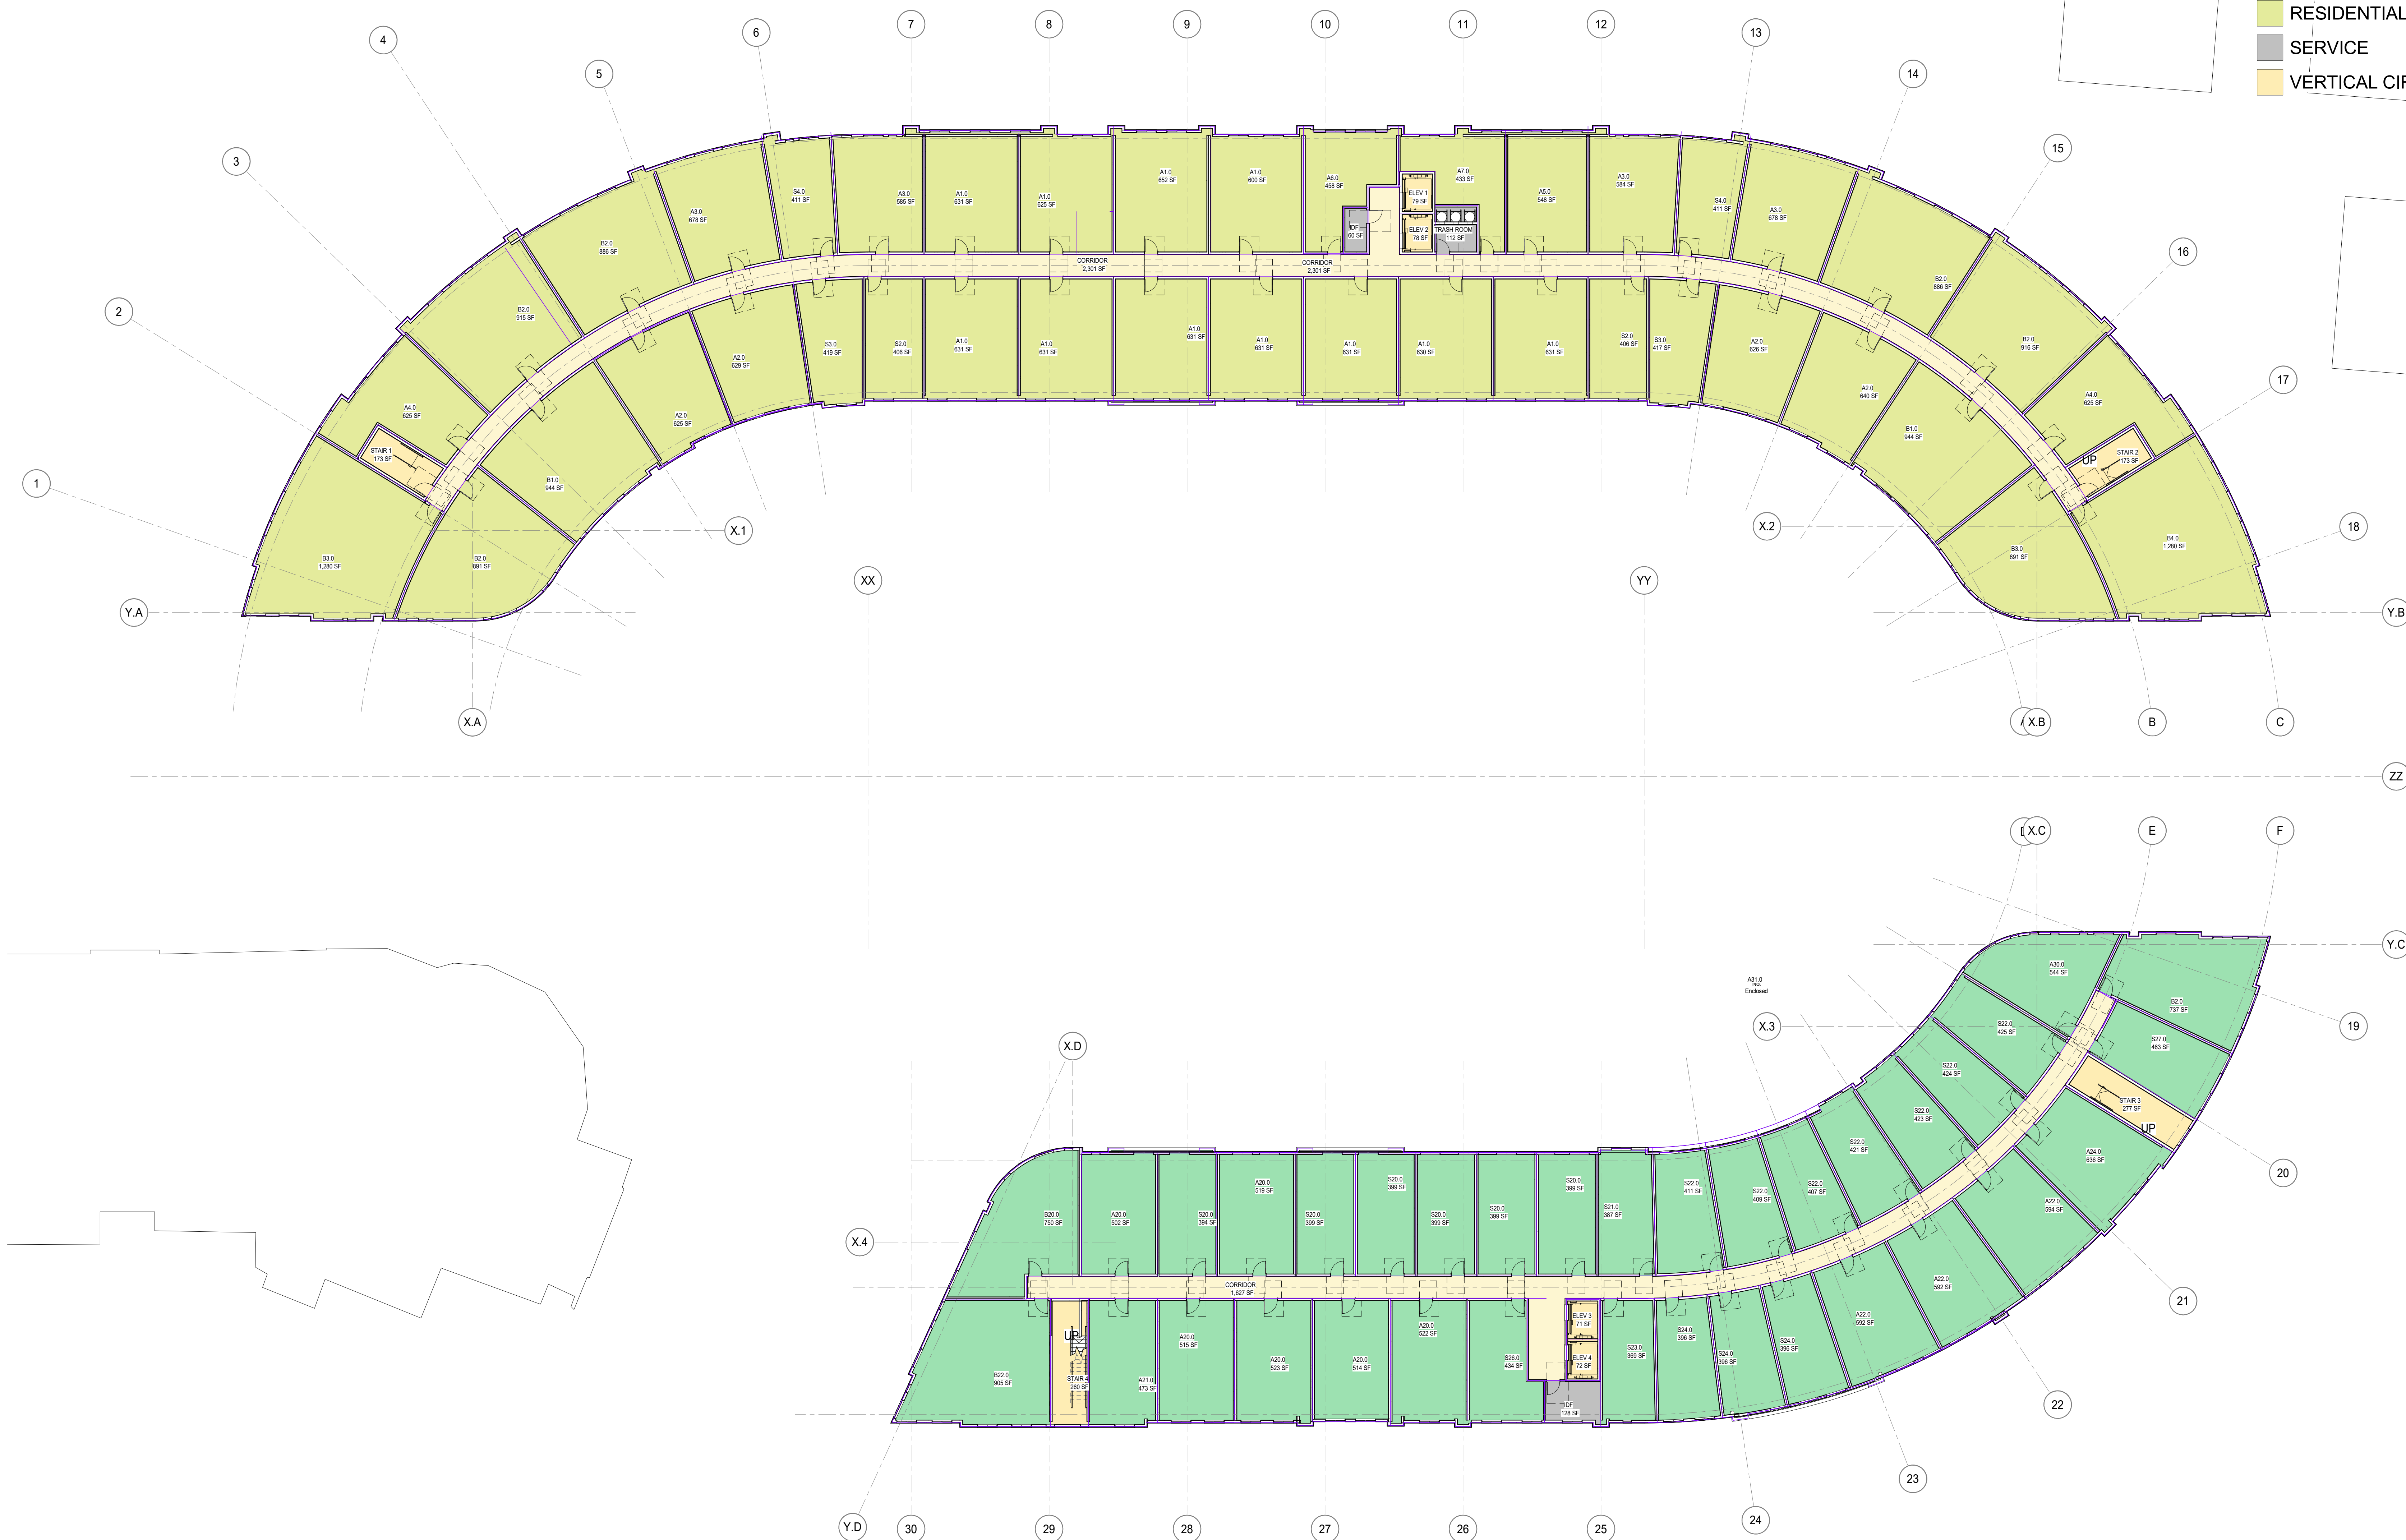 RESIDENTIAL
SERVICE
VERTICAL CI
1
2
3
4
5
6
7
8
9
10
11
12
13
14
15
16
17
18
S4.0
411 SF
A3.0
585 SF
A1.0
631 SF
A1.0
625 SF
A1.0
652 SF
A1.0
600 SF
A6.0
458 SF
A7.0
433 SF
A5.0
548 SF
A3.0
584 SF
S4.0
411 SF
A3.0
678 SF
A3.0
678 SF
B2.0
886 SF
B2.0
915 SF
A4.0
625 SF
B2.0
886 SF
B2.0
916 SF
A4.0
625 SF
IDF
60 SF
ELEV 1
79 SF
ELEV 2
78 SF
TRASH ROOM
112 SF
CORRIDOR
2,301 SF
CORRIDOR
2,301 SF
STAIR 1
173 SF
UP
STAIR 2
173 SF
B3.0
1,280 SF
B2.0
891 SF
B1.0
944 SF
A2.0
625 SF
A2.0
629 SF
S3.0
419 SF
S2.0
406 SF
A1.0
631 SF
A1.0
631 SF
A1.0
631 SF
A1.0
631 SF
A1.0
631 SF
A1.0
630 SF
A1.0
631 SF
S2.0
406 SF
S3.0
417 SF
A2.0
626 SF
A2.0
640 SF
B1.0
944 SF
B3.0
891 SF
B4.0
1,280 SF
X.1
X.2
XX
YY
Y.A
Y.B
X.A
X.B
B
C
ZZ
X.C
E
F
Y.C
19
20
21
22
23
24
25
26
27
28
29
30
Y.D
X.D
X.3
X.4
A31.0
Not
Enclosed
A30.0
544 SF
B2.0
737 SF
S27.0
463 SF
S22.0
425 SF
S22.0
424 SF
S22.0
423 SF
S22.0
421 SF
S22.0
407 SF
S22.0
409 SF
S22.0
411 SF
STAIR 3
277 SF
UP
A24.0
636 SF
A22.0
594 SF
A22.0
592 SF
A22.0
592 SF
B20.0
750 SF
A20.0
502 SF
S20.0
394 SF
A20.0
519 SF
S20.0
399 SF
S20.0
399 SF
S20.0
399 SF
S20.0
399 SF
S20.0
399 SF
S21.0
387 SF
CORRIDOR
1,627 SF
B22.0
905 SF
UP
STAIR 4
260 SF
A21.0
473 SF
A20.0
515 SF
A20.0
523 SF
A20.0
514 SF
A20.0
522 SF
S26.0
434 SF
ELEV 3
71 SF
ELEV 4
72 SF
IDF
128 SF
S23.0
369 SF
S24.0
396 SF
S24.0
396 SF
S24.0
396 SF